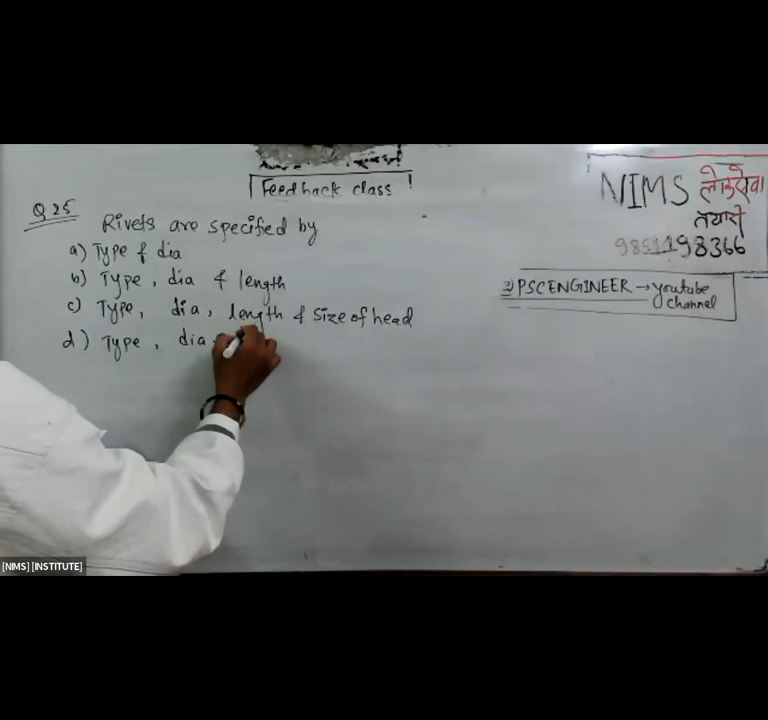 Feedback class !
Q 25
Rivets are specified by
a) Type & dia
b) Type, dia & length
c) Type, dia, length & size of head
d) Type, dia
NIMS लोकसेवा
तयारी
9851198366
PSCENGINEER → youtube
channel
[NIMS] [INSTITUTE]